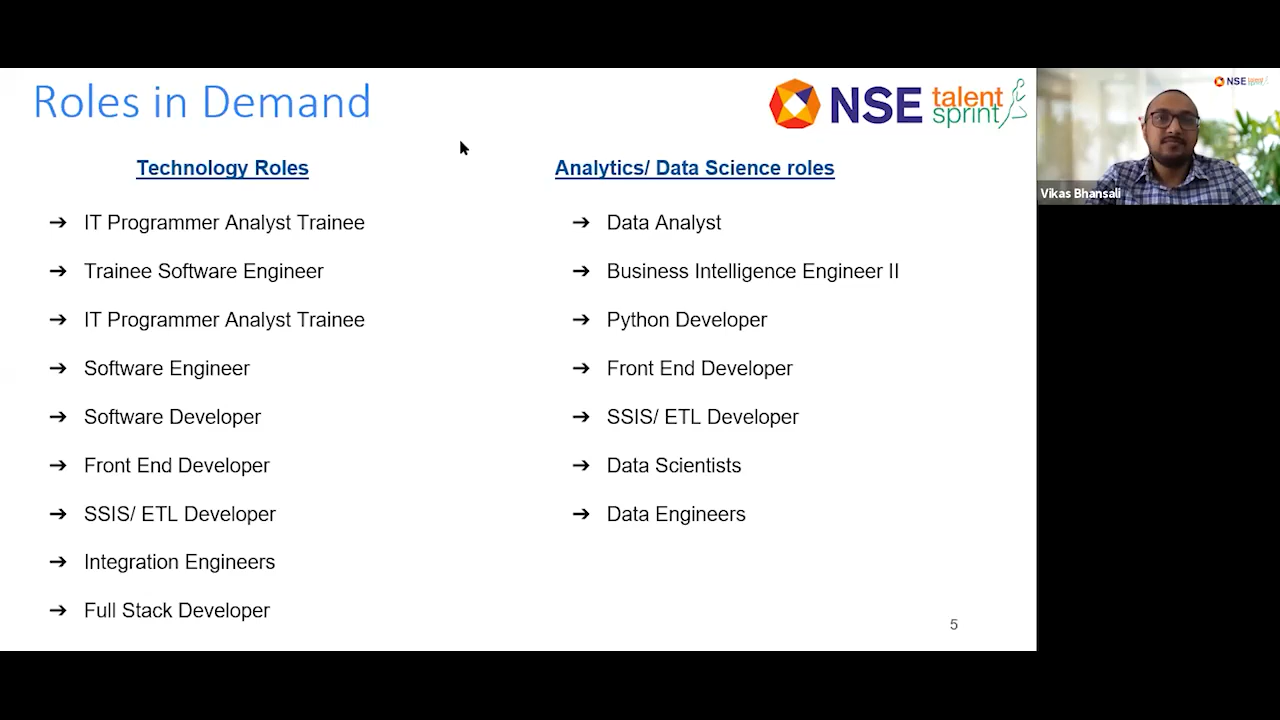 Roles in Demand
NSE talent sprint
Technology Roles
➔ IT Programmer Analyst Trainee
➔ Trainee Software Engineer
➔ IT Programmer Analyst Trainee
➔ Software Engineer
➔ Software Developer
➔ Front End Developer
➔ SSIS/ ETL Developer
➔ Integration Engineers
➔ Full Stack Developer
Analytics/ Data Science roles
➔ Data Analyst
➔ Business Intelligence Engineer II
➔ Python Developer
➔ Front End Developer
➔ SSIS/ ETL Developer
➔ Data Scientists
➔ Data Engineers
5
NSE talent sprint
Vikas Bhansali